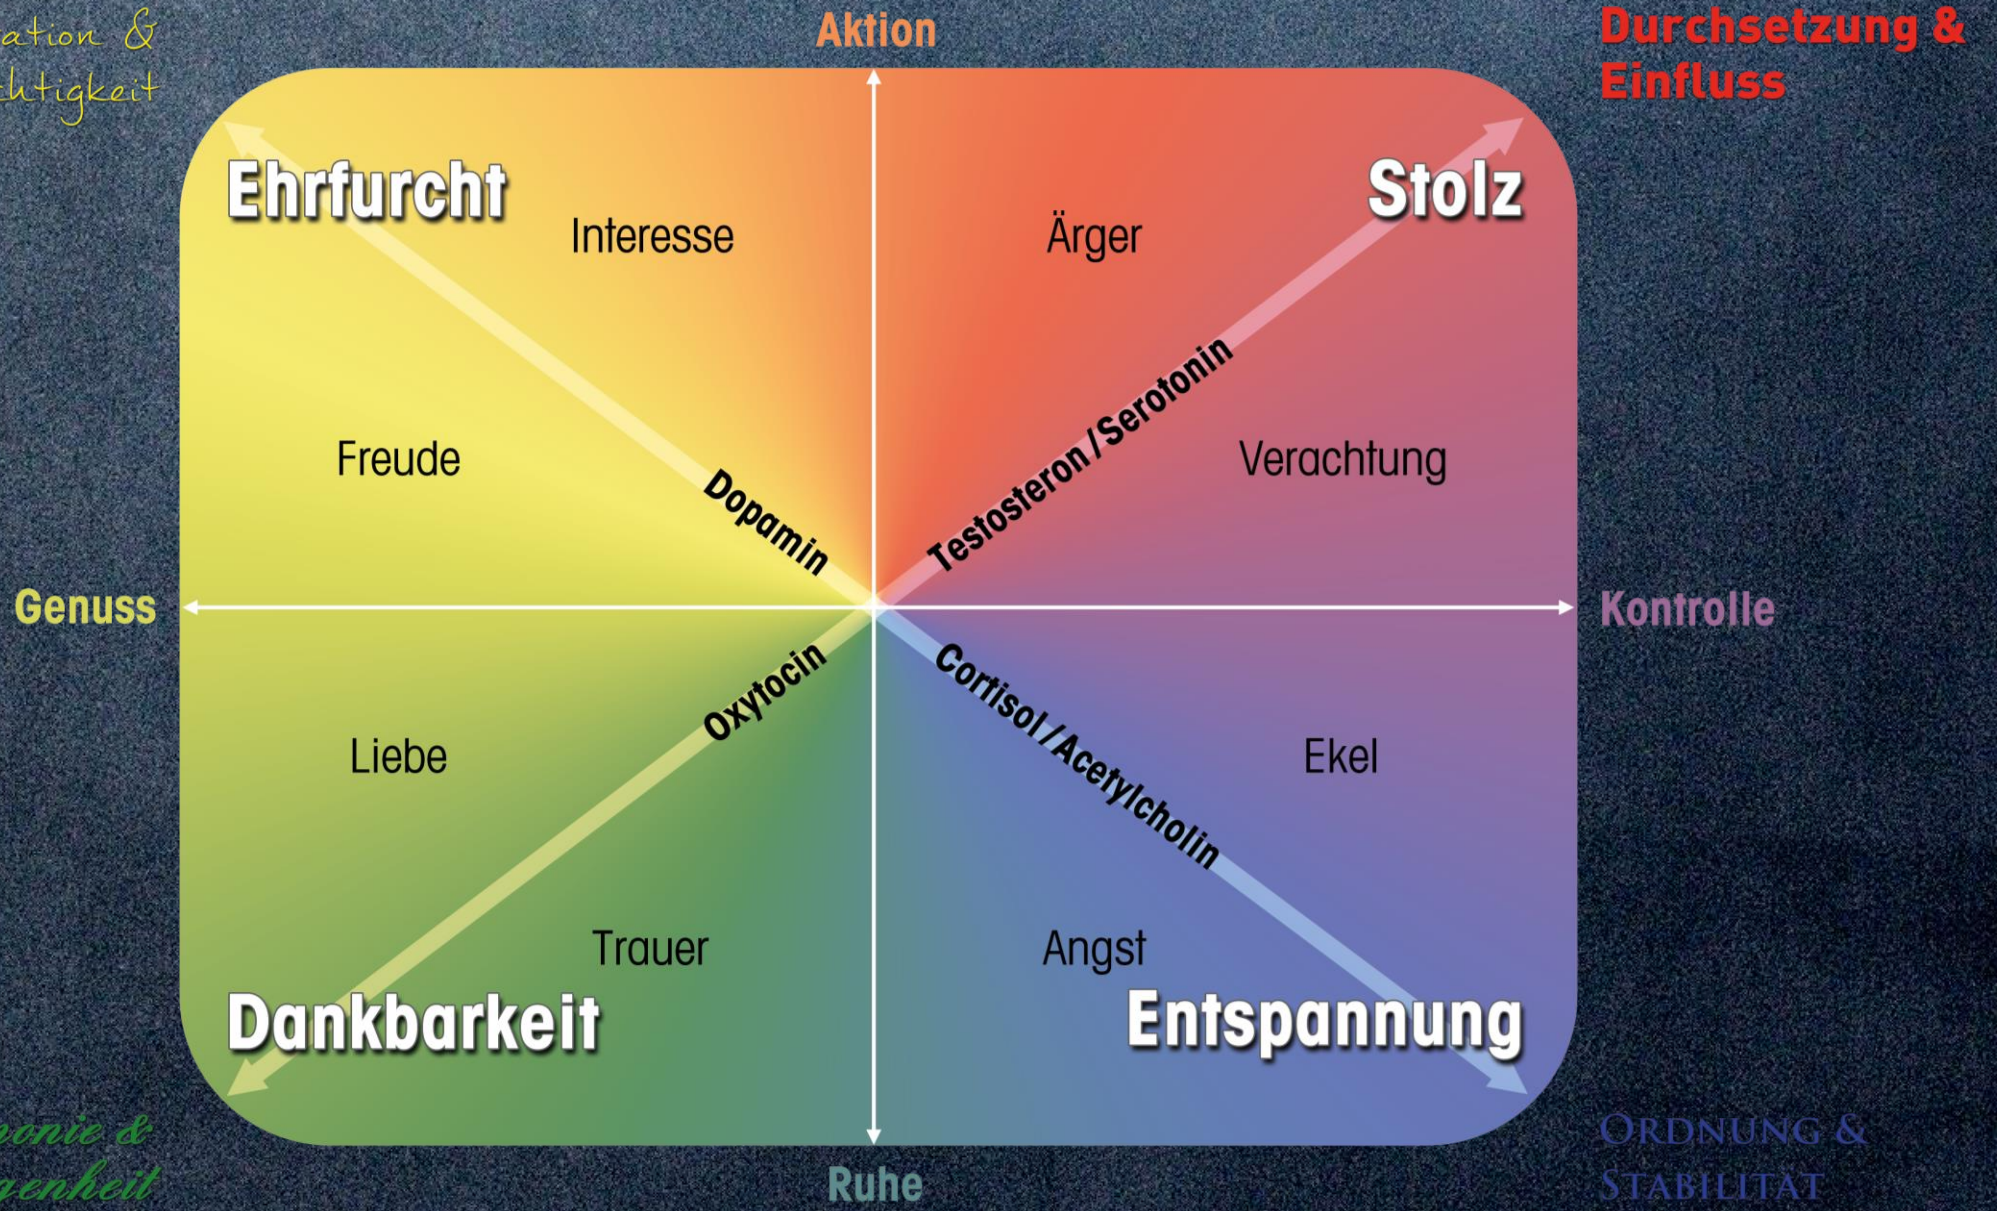 Aktion
Durchsetzung &
Einfluss
Ehrfurcht
Stolz
Interesse
Ärger
Freude
Verachtung
Dopamin
Testosteron/Serotonin
Genuss
Kontrolle
Oxytocin
Cortisol/Acetylcholin
Liebe
Ekel
Trauer
Angst
Dankbarkeit
Entspannung
Ruhe
ORDNUNG &
STABILITÄT